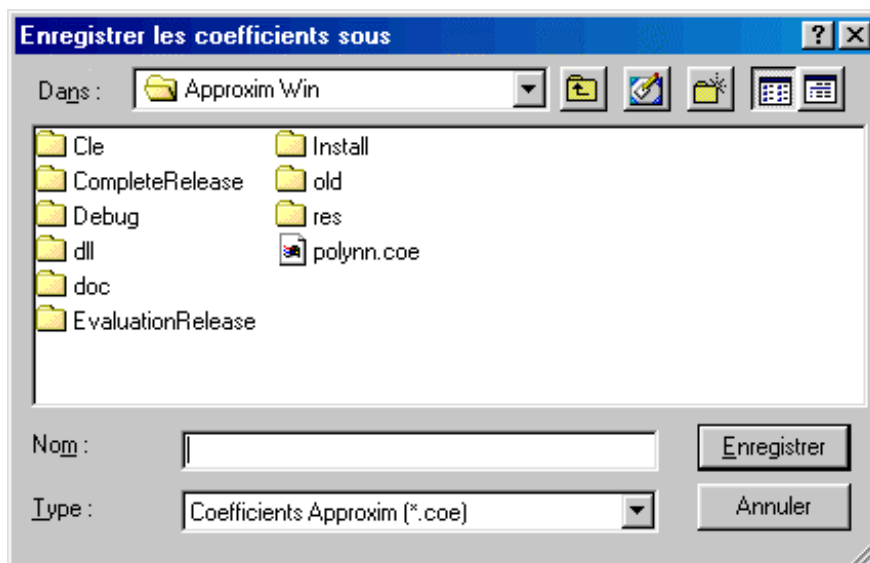 Enregistrer les coefficients sous
Dans : Approxim Win
Cle Install
CompleteRelease old
Debug res
dll polynn.coe
doc
EvaluationRelease
Nom : Enregistrer
Type : Coefficients Approxim (*.coe) Annuler